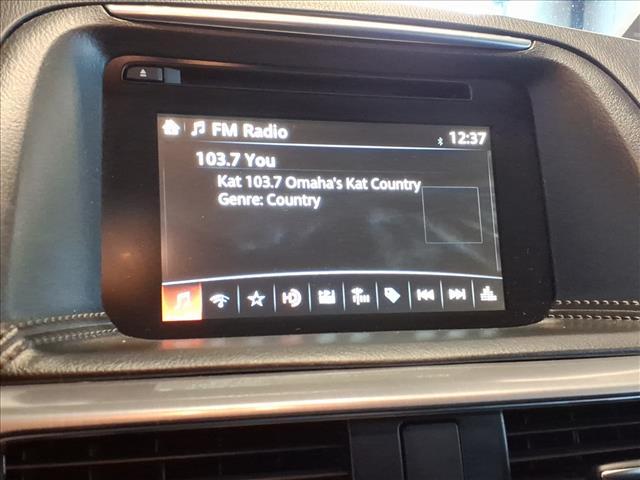 FM Radio
12:37
103.7 You
Kat 103.7 Omaha's Kat Country
Genre: Country